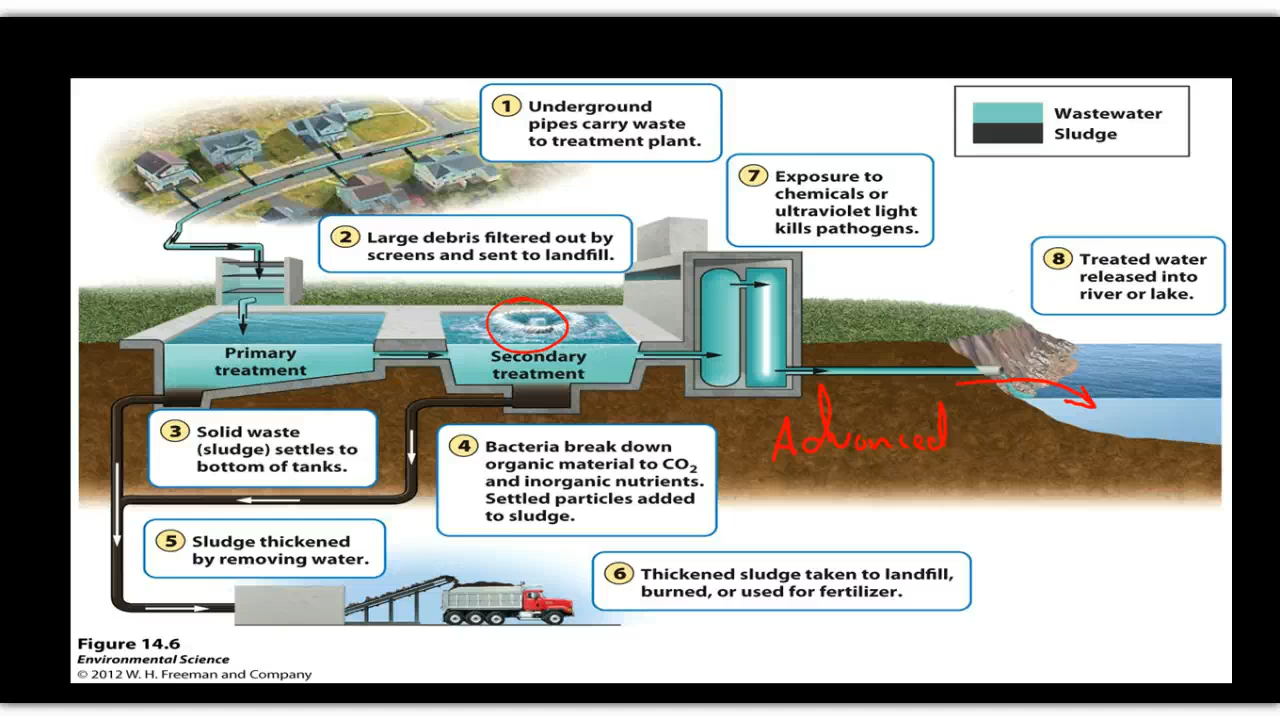 1 Underground
pipes carry waste
to treatment plant.
Wastewater
Sludge
7 Exposure to
chemicals or
ultraviolet light
kills pathogens.
2 Large debris filtered out by
screens and sent to landfill.
8 Treated water
released into
river or lake.
Primary
treatment
Secondary
treatment
Advanced
3 Solid waste
(sludge) settles to
bottom of tanks.
4 Bacteria break down
organic material to CO₂
and inorganic nutrients.
Settled particles added
to sludge.
5 Sludge thickened
by removing water.
6 Thickened sludge taken to landfill,
burned, or used for fertilizer.
Figure 14.6
Environmental Science
© 2012 W. H. Freeman and Company